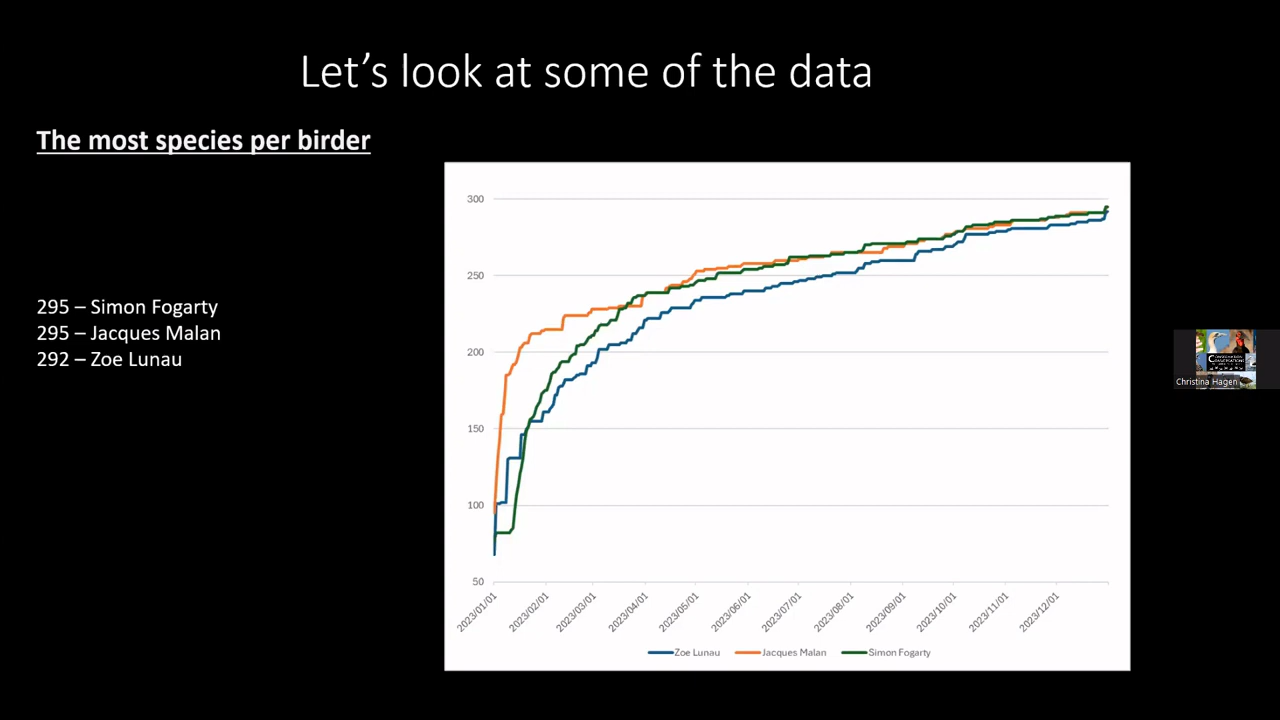 Let's look at some of the data
The most species per birder
295 – Simon Fogarty
295 – Jacques Malan
292 – Zoe Lunau
300
250
200
150
100
50
2023/01/01
2023/02/01
2023/03/01
2023/04/01
2023/05/01
2023/06/01
2023/07/01
2023/08/01
2023/09/01
2023/10/01
2023/11/01
2023/12/01
Zoe Lunau
Jacques Malan
Simon Fogarty
CONSERVATION
CONVERSATIONS
Christina Hagen